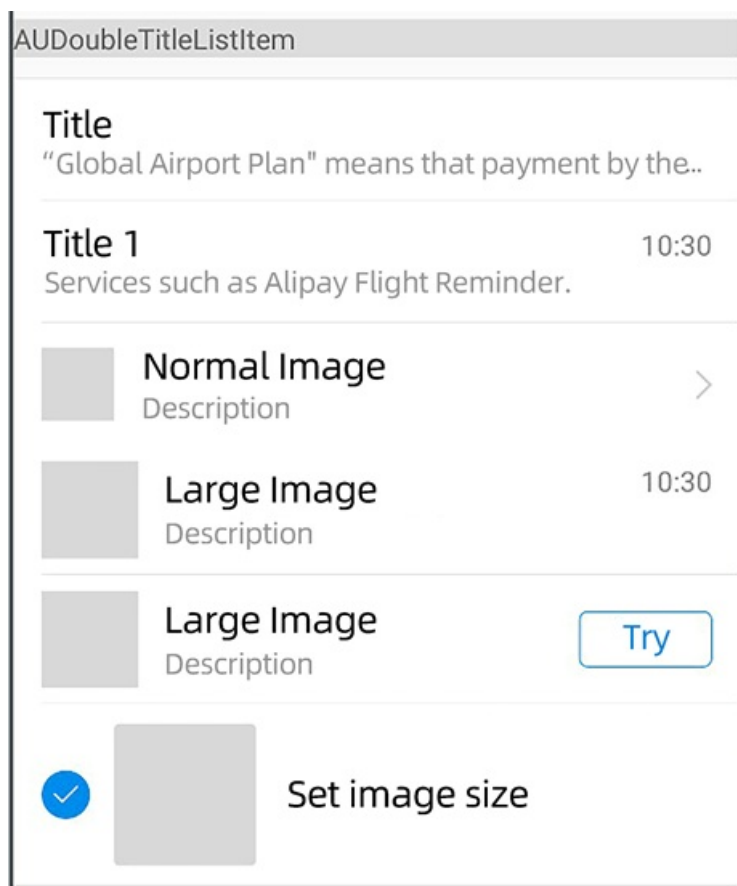 AUDoubleTitleListItem
Title
“Global Airport Plan" means that payment by the...
Title 1
10:30
Services such as Alipay Flight Reminder.
Normal Image
Description
Large Image
10:30
Description
Large Image
Description
Try
Set image size